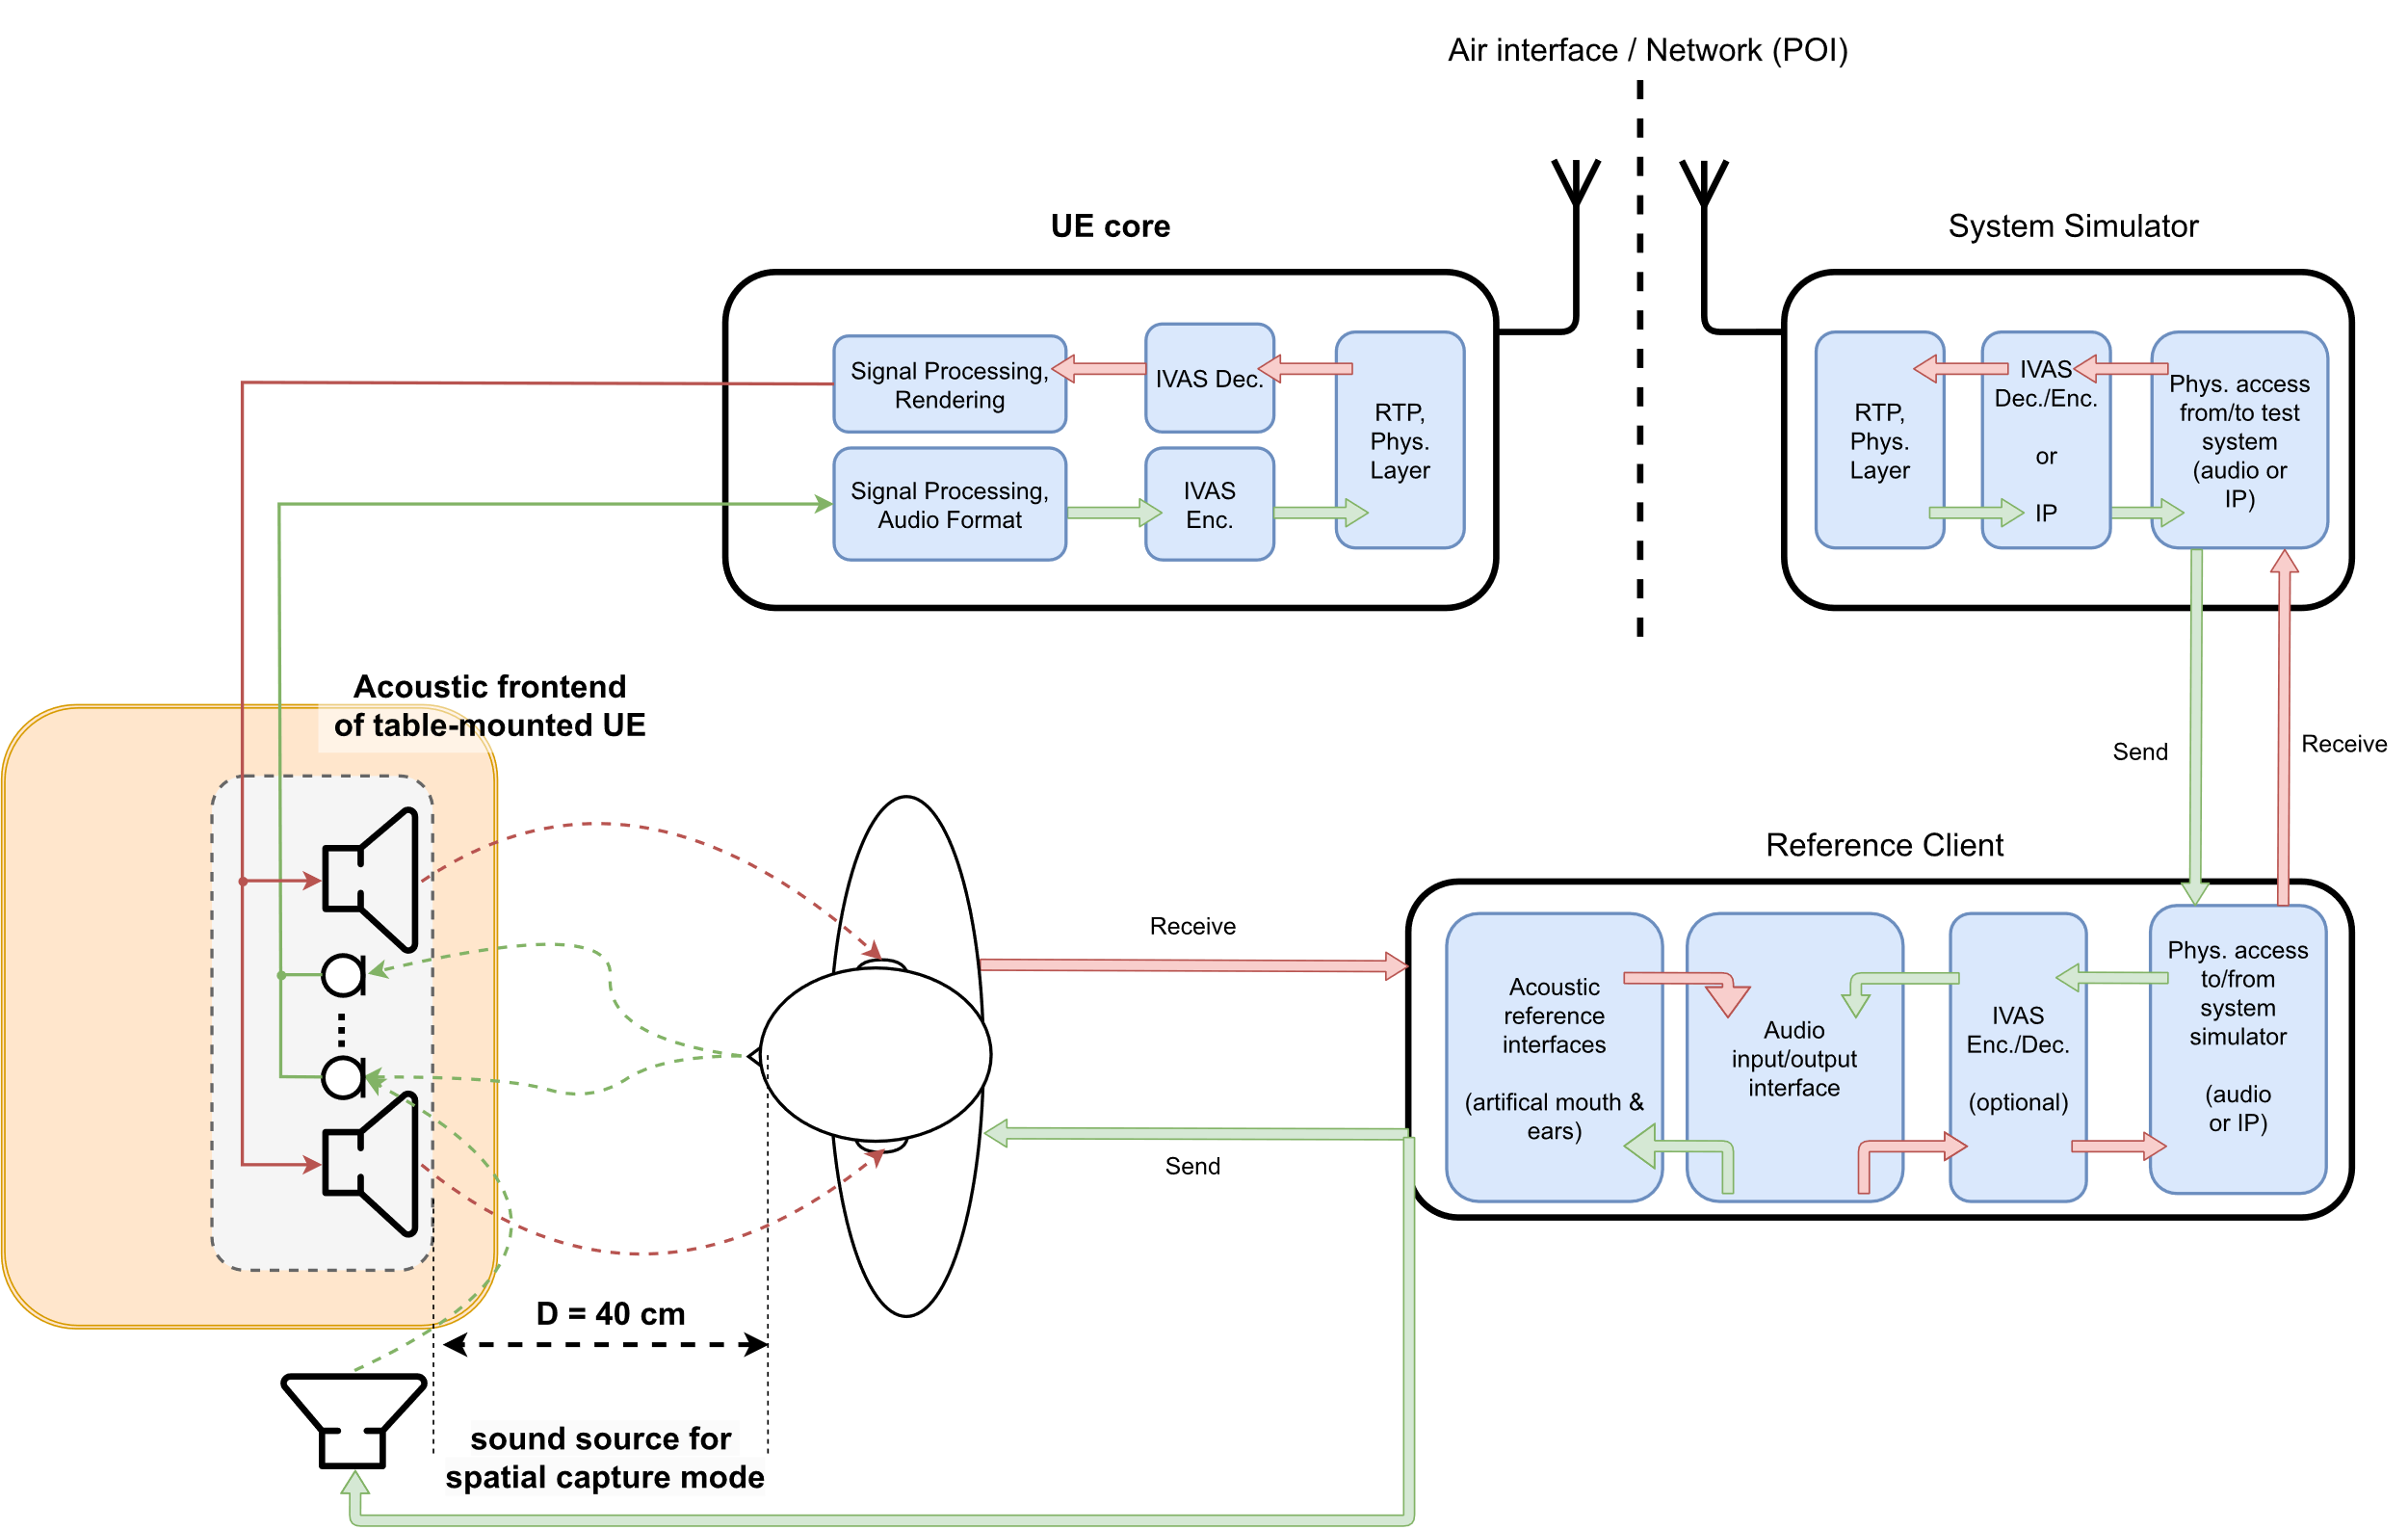 Air interface / Network (POI)
UE core
System Simulator
Signal Processing,
Rendering
IVAS Dec.
RTP,
Phys.
Layer
Signal Processing,
Audio Format
IVAS
Enc.
RTP,
Phys.
Layer
IVAS
Dec./Enc.
or
IP
Phys. access
from/to test
system
(audio or
IP)
Acoustic frontend
of table-mounted UE
Send
Receive
Reference Client
Receive
Send
Acoustic
reference
interfaces
(artifical mouth &
ears)
Audio
input/output
interface
IVAS
Enc./Dec.
(optional)
Phys. access
to/from
system
simulator
(audio
or IP)
D = 40 cm
sound source for
spatial capture mode